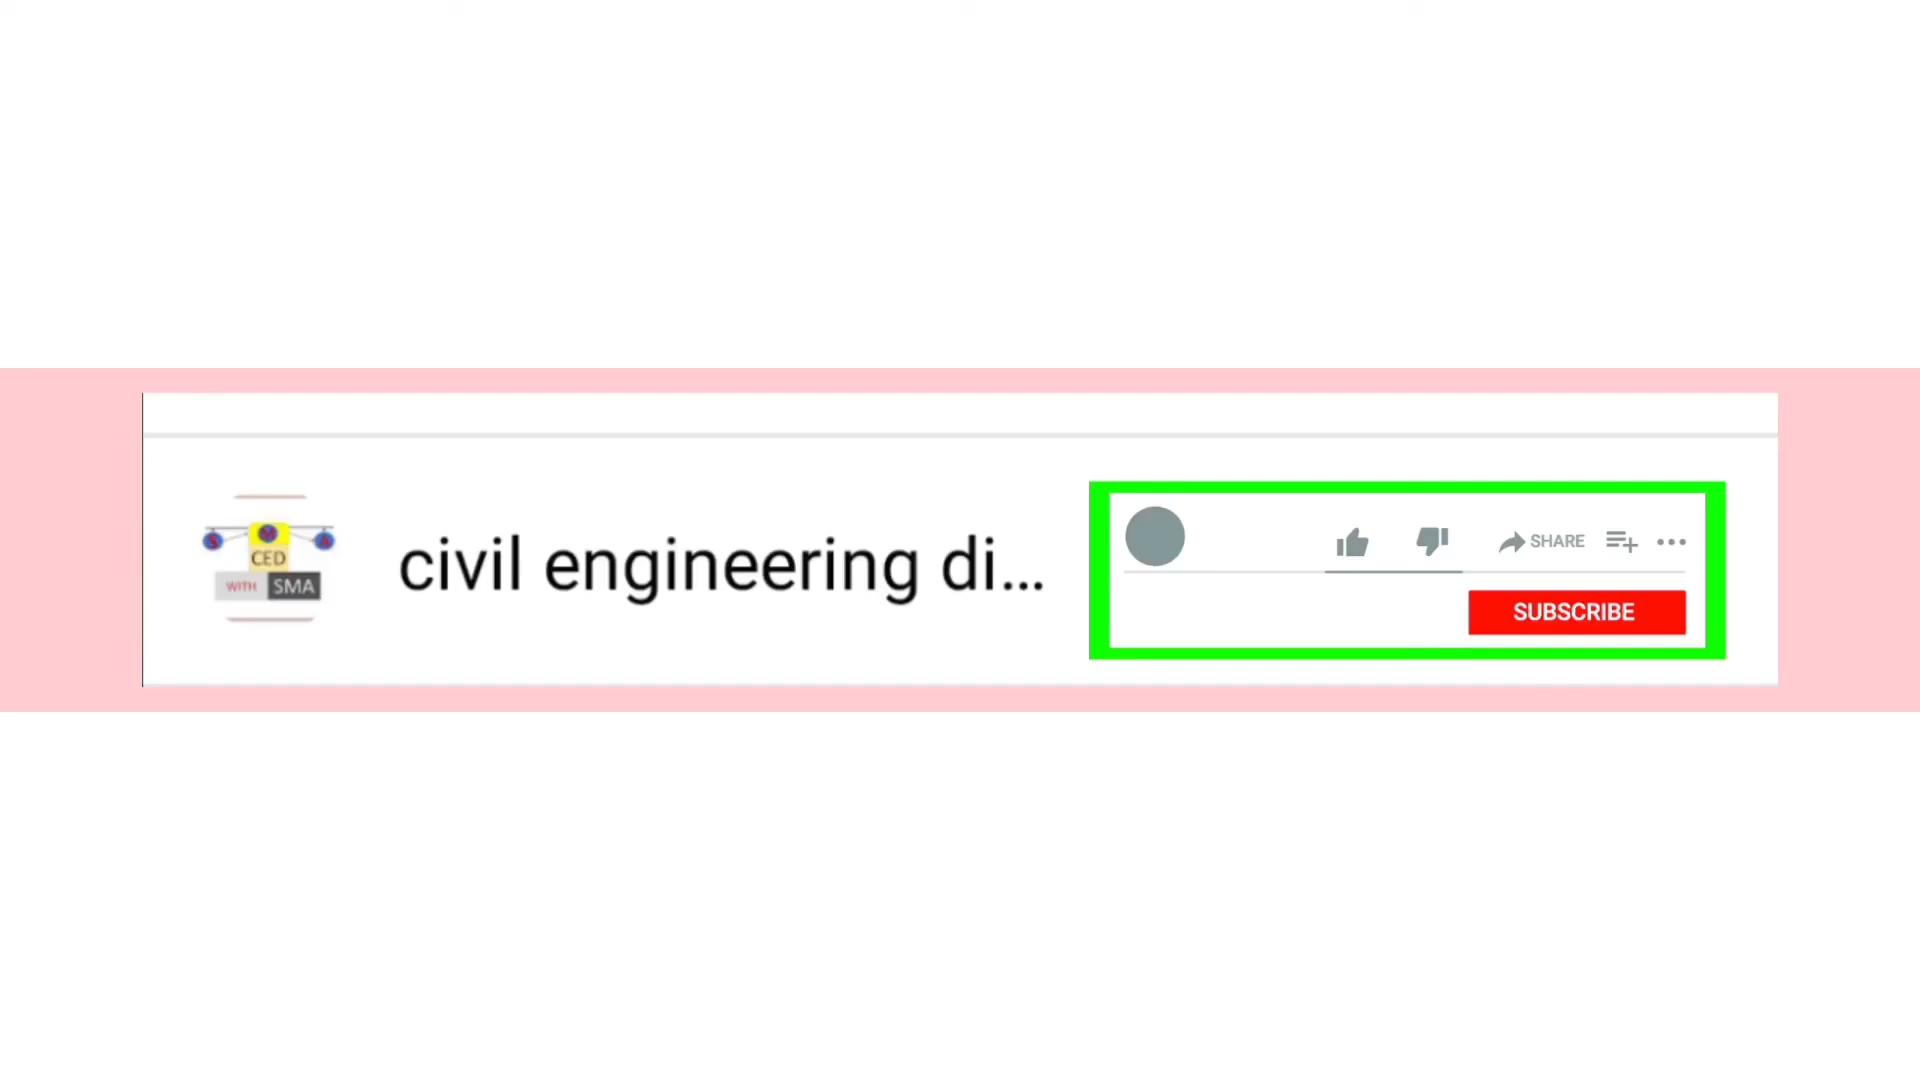 S M A
CED
WITH SMA
civil engineering di...
SHARE
SUBSCRIBE